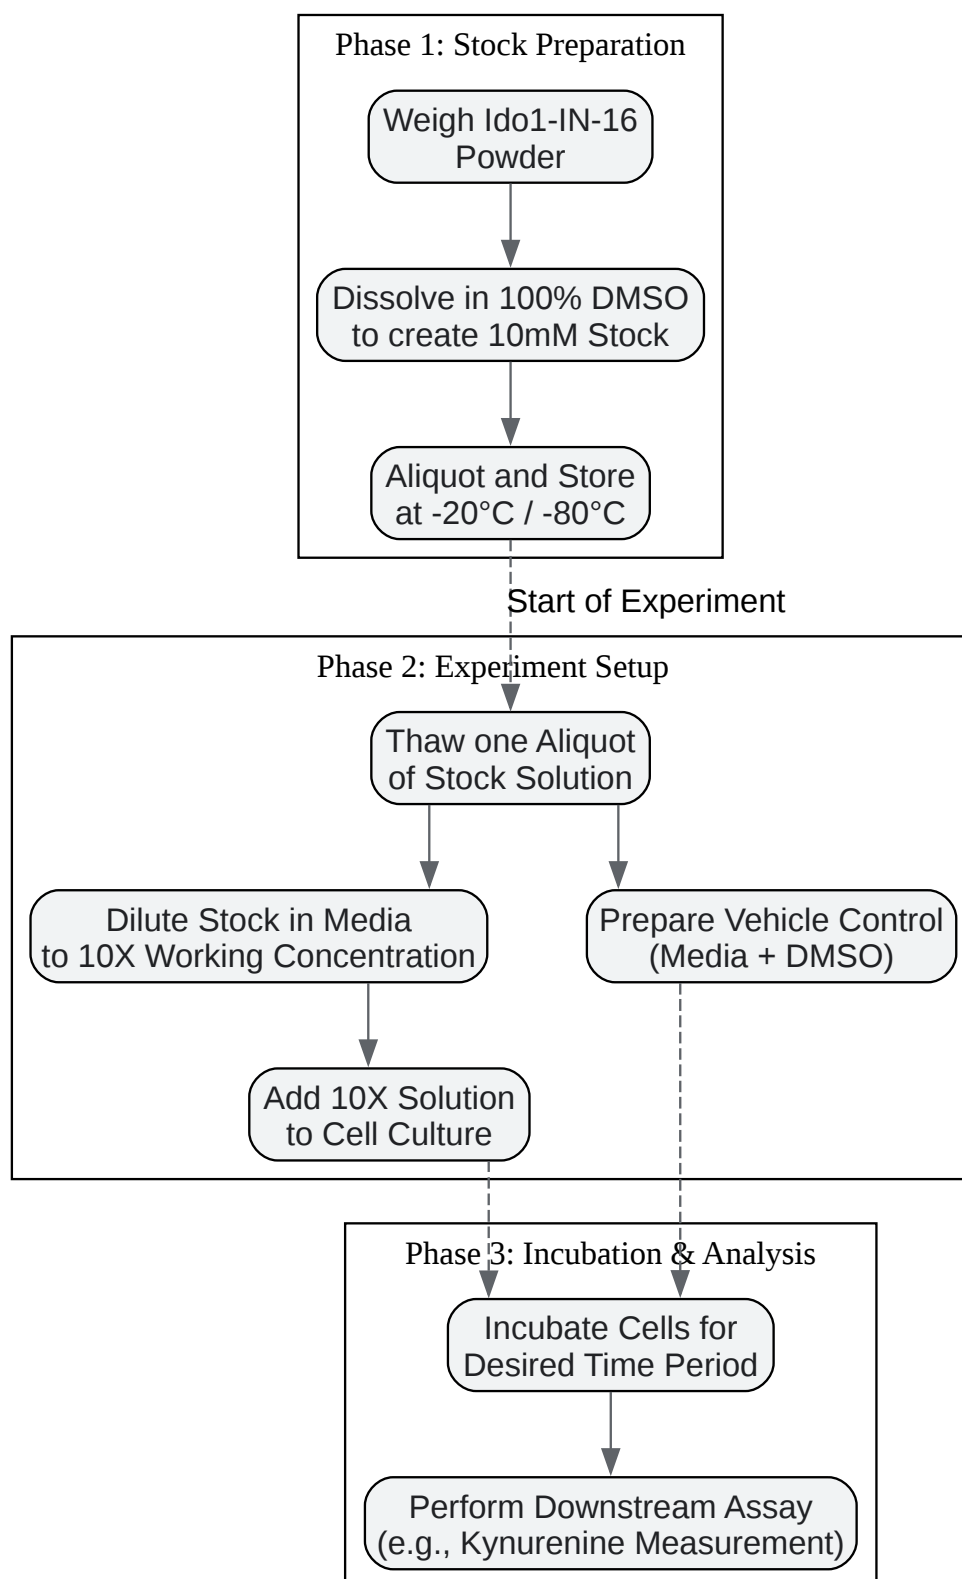 Phase 1: Stock Preparation
Weigh Ido1-IN-16
Powder
Dissolve in 100% DMSO
to create 10mM Stock
Aliquot and Store
at -20°C / -80°C
Start of Experiment
Phase 2: Experiment Setup
Thaw one Aliquot
of Stock Solution
Dilute Stock in Media
to 10X Working Concentration
Prepare Vehicle Control
(Media + DMSO)
Add 10X Solution
to Cell Culture
Phase 3: Incubation & Analysis
Incubate Cells for
Desired Time Period
Perform Downstream Assay
(e.g., Kynurenine Measurement)